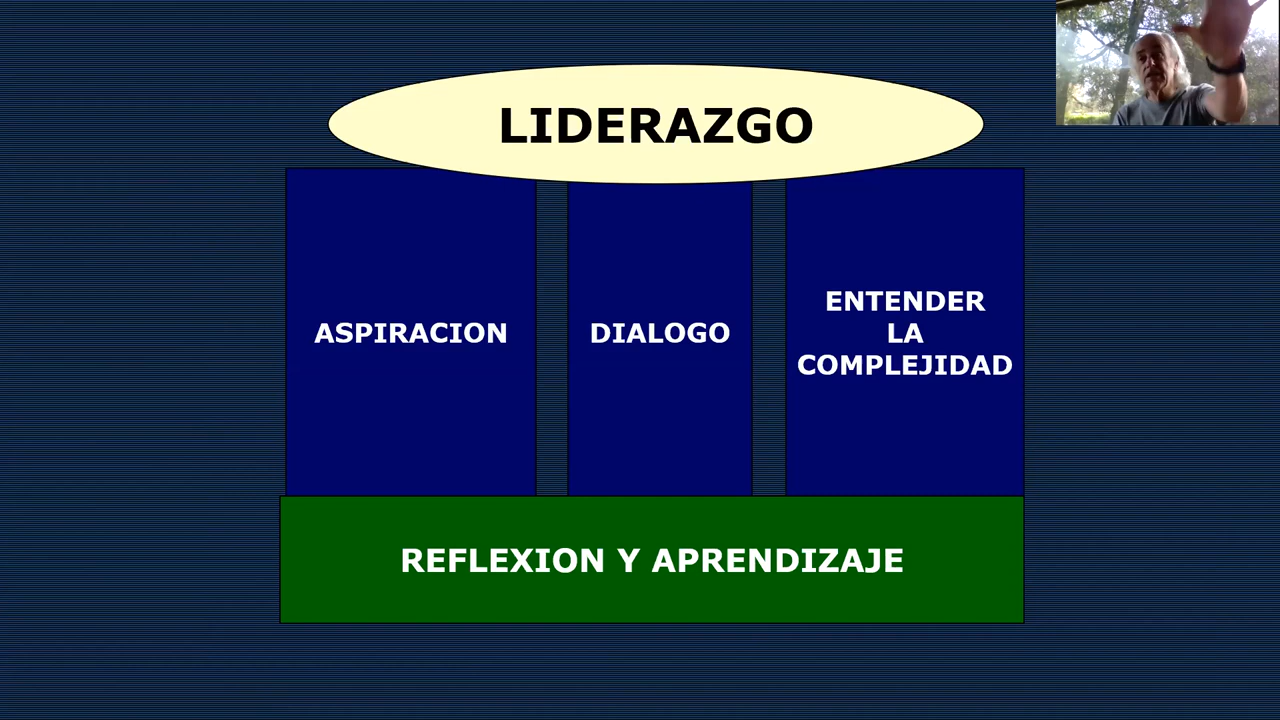 LIDERAZGO
ASPIRACION
DIALOGO
ENTENDER
LA
COMPLEJIDAD
REFLEXION Y APRENDIZAJE